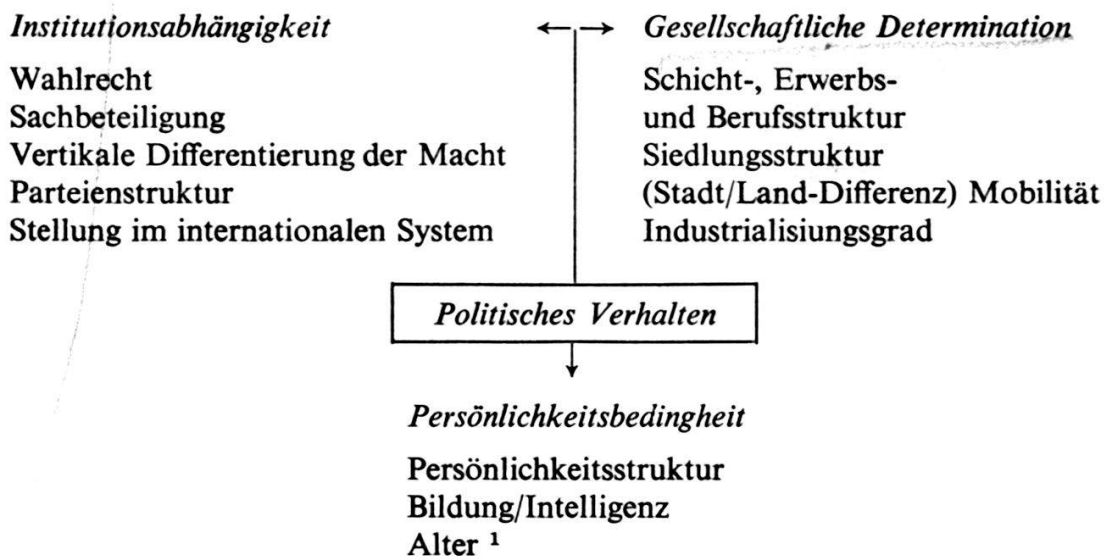 Institutionsabhängigkeit
Wahlrecht
Sachbeteiligung
Vertikale Differentierung der Macht
Parteienstruktur
Stellung im internationalen System
Gesellschaftliche Determination
Schicht-, Erwerbs-
und Berufsstruktur
Siedlungsstruktur
(Stadt/Land-Differenz) Mobilität
Industrialisiungsgrad
Politisches Verhalten
Persönlichkeitsbedingheit
Persönlichkeitsstruktur
Bildung/Intelligenz
Alter ¹